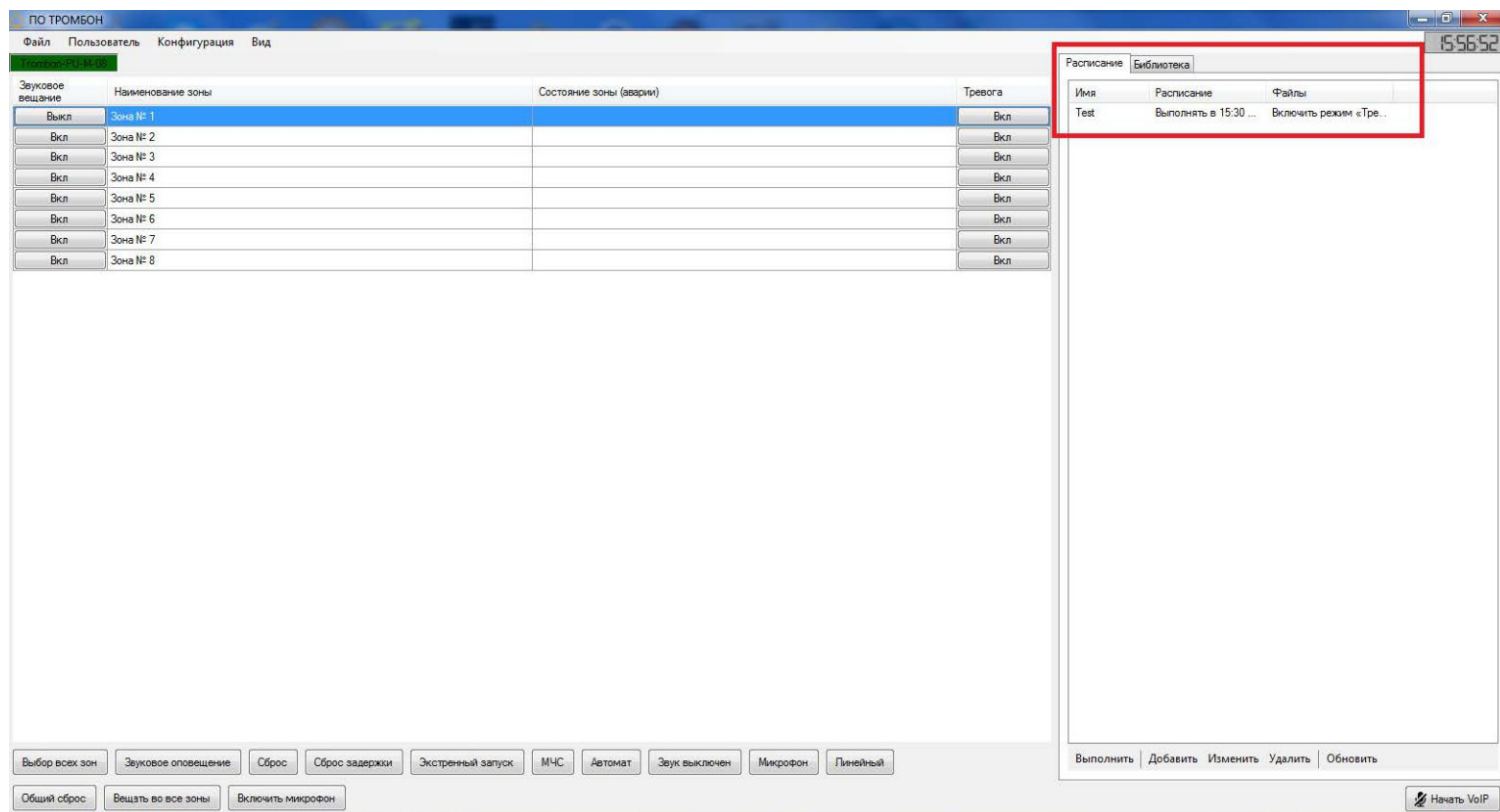 ПО ТРОМБОН
Файл Пользователь Конфигурация Вид
15:56:52
Trombon-PU-M-08
Расписание Библиотека
Звуковое вещание Наименование зоны Состояние зоны (аварии) Тревога
Имя Расписание Файлы
Выкл Зона № 1 Вкл
Test Выполнять в 15:30 ... Включить режим «Тре...
Вкл Зона № 2 Вкл
Вкл Зона № 3 Вкл
Вкл Зона № 4 Вкл
Вкл Зона № 5 Вкл
Вкл Зона № 6 Вкл
Вкл Зона № 7 Вкл
Вкл Зона № 8 Вкл
Выбор всех зон Звуковое оповещение Сброс Сброс задержки Экстренный запуск МЧС Автомат Звук выключен Микрофон Линейный
Выполнить Добавить Изменить Удалить Обновить
Общий сброс Вещать во все зоны Включить микрофон
Начать VoIP